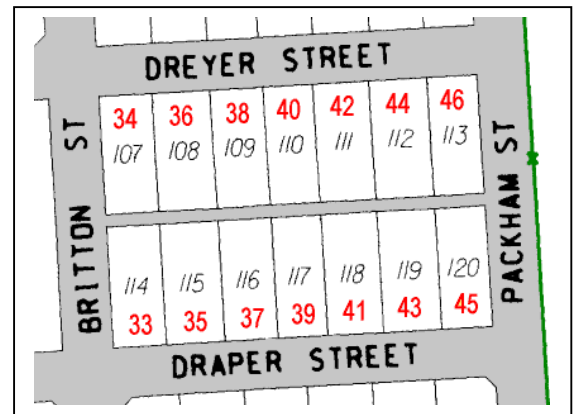 DREYER STREET
34 36 38 40 42 44 46
107 108 109 110 111 112 113
BRITTON ST
PACKHAM ST
114 115 116 117 118 119 120
33 35 37 39 41 43 45
DRAPER STREET